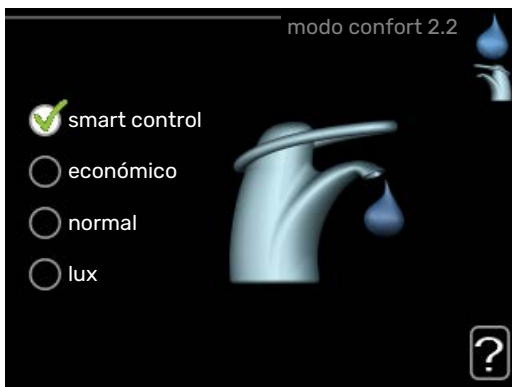 modo confort 2.2
smart control
económico
normal
lux
?